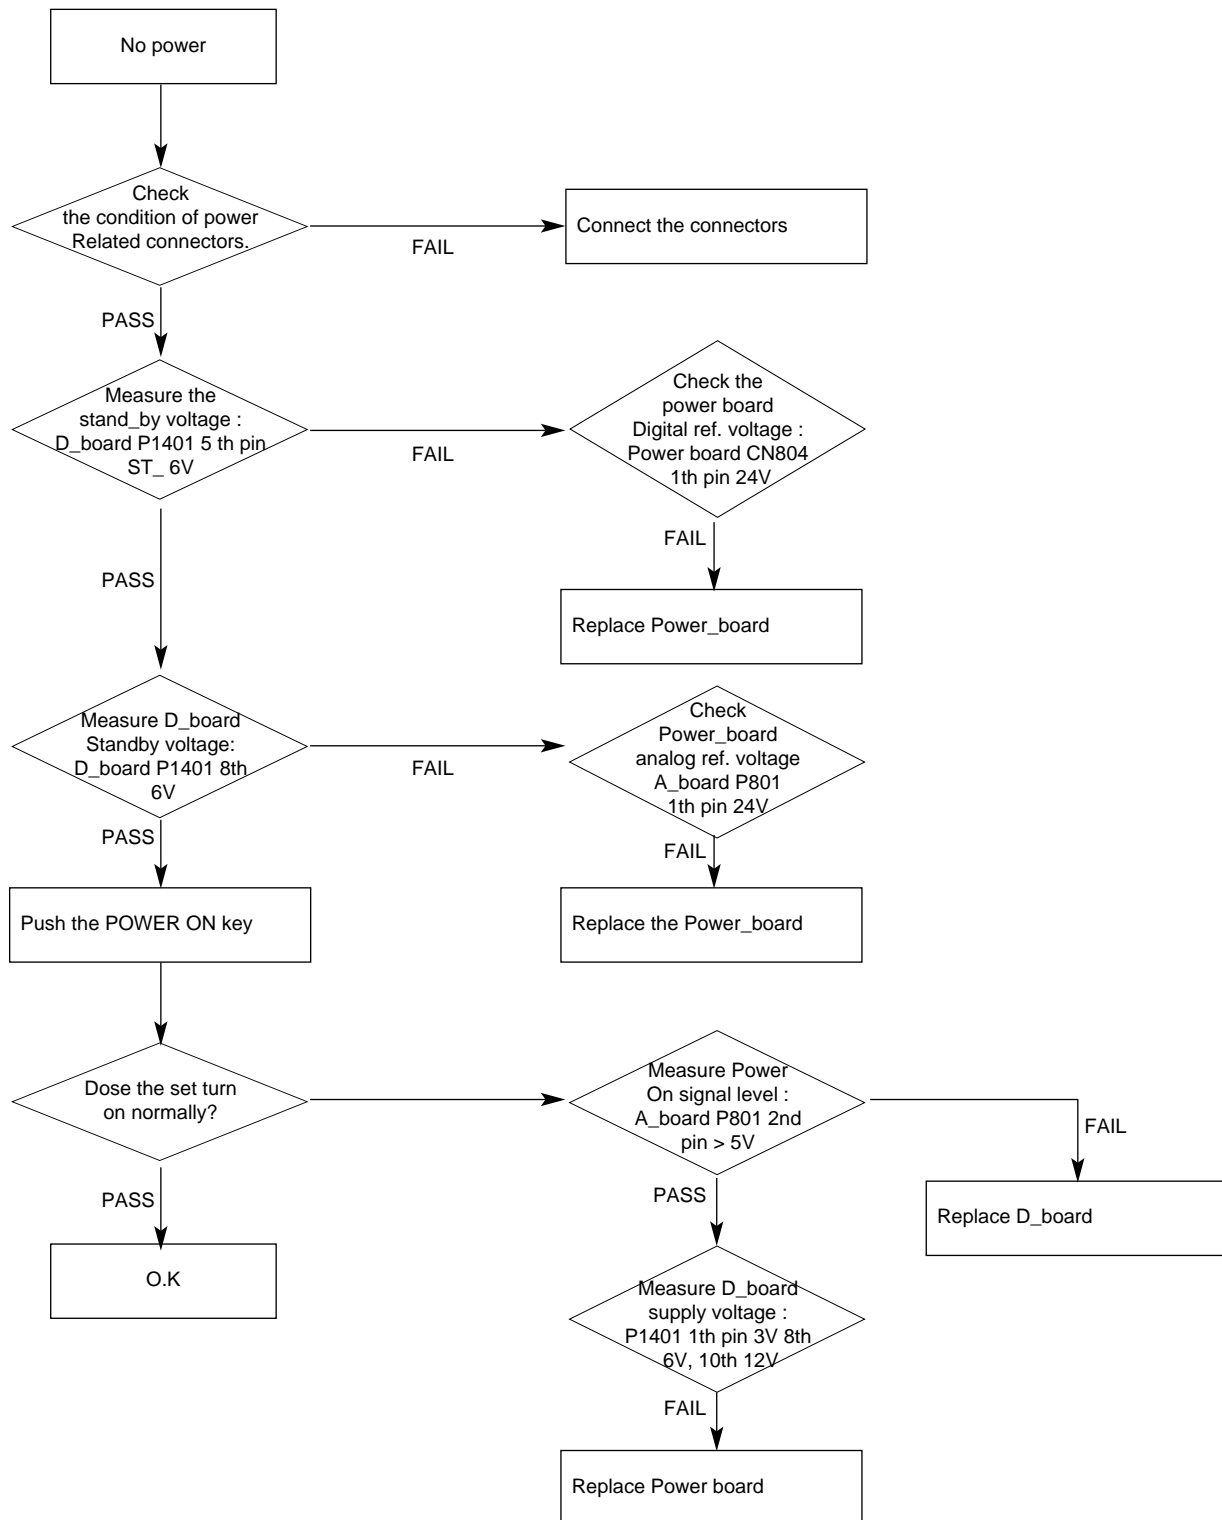 No power
Check
the condition of power
Related connectors.
FAIL
Connect the connectors
PASS
Measure the
stand_by voltage :
D_board P1401 5 th pin
ST_ 6V
FAIL
Check the
power board
Digital ref. voltage :
Power board CN804
1th pin 24V
FAIL
Replace Power_board
PASS
Measure D_board
Standby voltage:
D_board P1401 8th
6V
FAIL
Check
Power_board
analog ref. voltage
A_board P801
1th pin 24V
FAIL
Replace the Power_board
PASS
Push the POWER ON key
Dose the set turn
on normally?
Measure Power
On signal level :
A_board P801 2nd
pin > 5V
FAIL
Replace D_board
PASS
O.K
PASS
Measure D_board
supply voltage :
P1401 1th pin 3V 8th
6V, 10th 12V
FAIL
Replace Power board